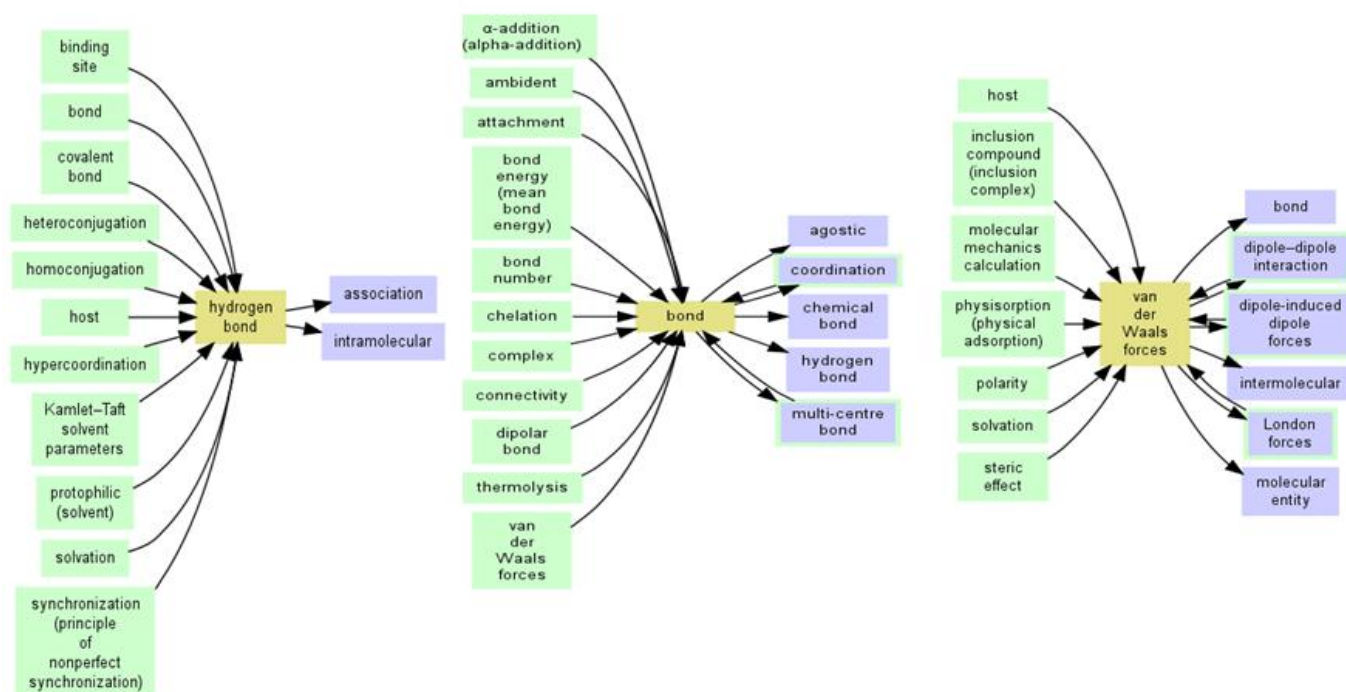 binding
site
bond
covalent
bond
heteroconjugation
homoconjugation
host
hypercoordination
Kamlet–Taft
solvent
parameters
protophilic
(solvent)
solvation
synchronization
(principle
of
nonperfect
synchronization)
hydrogen
bond
association
intramolecular
α-addition
(alpha-addition)
ambident
attachment
bond
energy
(mean
bond
energy)
bond
number
chelation
complex
connectivity
dipolar
bond
thermolysis
van
der
Waals
forces
bond
agostic
coordination
chemical
bond
hydrogen
bond
multi-centre
bond
host
inclusion
compound
(inclusion
complex)
molecular
mechanics
calculation
physisorption
(physical
adsorption)
polarity
solvation
steric
effect
van
der
Waals
forces
bond
dipole–dipole
interaction
dipole-induced
dipole
forces
intermolecular
London
forces
molecular
entity